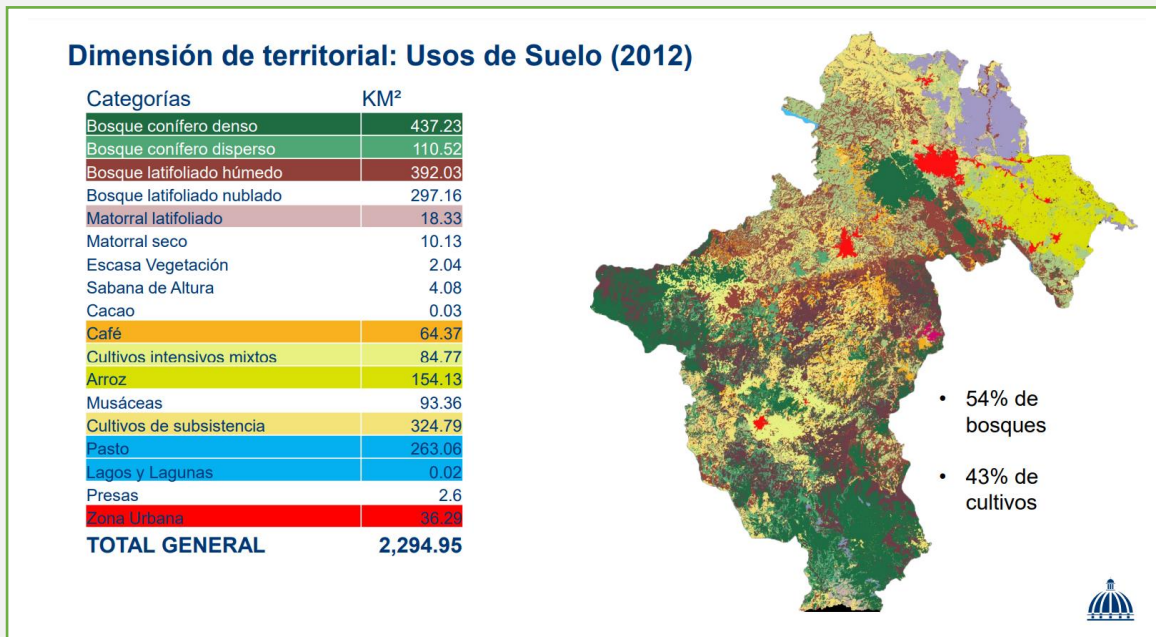 Dimensión de territorial: Usos de Suelo (2012)
Categorías KM²
Bosque conífero denso 437.23
Bosque conífero disperso 110.52
Bosque latifoliado húmedo 392.03
Bosque latifoliado nublado 297.16
Matorral latifoliado 18.33
Matorral seco 10.13
Escasa Vegetación 2.04
Sabana de Altura 4.08
Cacao 0.03
Café 64.37
Cultivos intensivos mixtos 84.77
Arroz 154.13
Musáceas 93.36
Cultivos de subsistencia 324.79
Pasto 263.06
Lagos y Lagunas 0.02
Presas 2.6
Zona Urbana 36.29
TOTAL GENERAL 2,294.95
• 54% de
bosques
• 43% de
cultivos